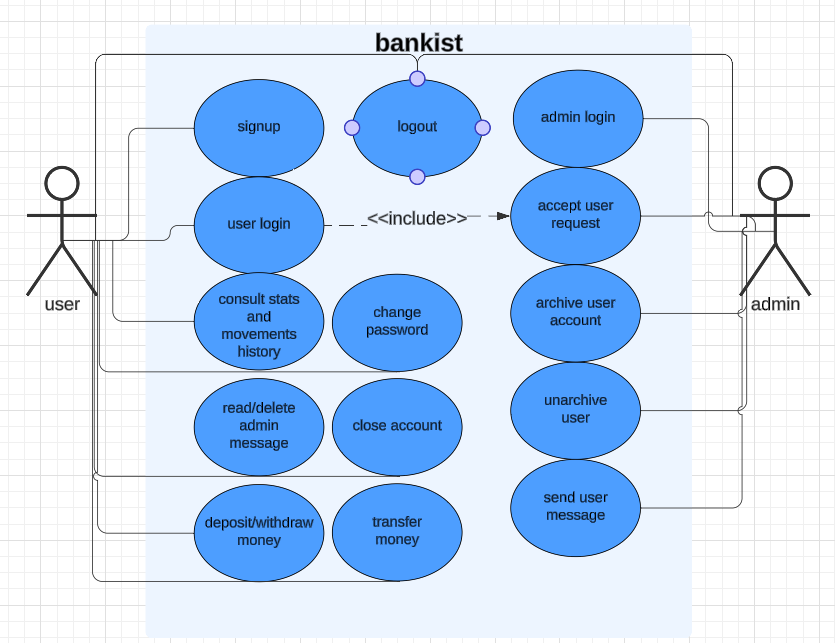 bankist
signup
logout
admin login
user login
<<include>>
accept user
request
user
admin
consult stats
and
movements
history
change
password
archive user
account
read/delete
admin
message
close account
unarchive
user
deposit/withdraw
money
transfer
money
send user
message